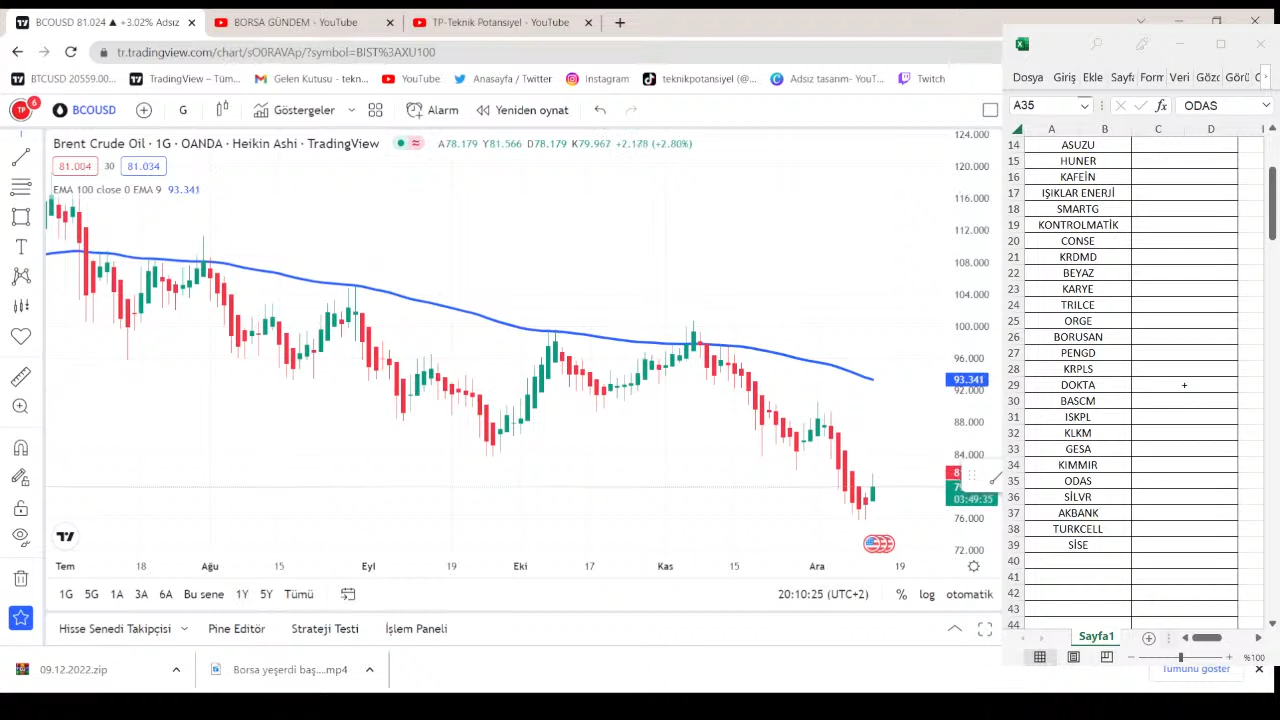 BCOUSD 81.024 ▲ +3.02% Adsız
BORSA GÜNDEM - YouTube
TP-Teknik Potansiyel - YouTube
tr.tradingview.com/chart/sO0RAVAp/?symbol=BIST%3AXU100
BTCUSD 20559.00...
TradingView – Tüm...
Gelen Kutusu - tekn...
YouTube
Anasayfa / Twitter
Instagram
teknikpotansiyel (@...
Adsız tasarım- YouT...
Twitch
TP 6
BCOUSD
G
Göstergeler
Alarm
Yeniden oynat
Brent Crude Oil · 1G · OANDA · Heikin Ashi · TradingView
A78.179 Y81.566 D78.179 K79.967 +2.178 (+2.80%)
81.004 30 81.034
EMA 100 close 0 EMA 9 93.341
124.000
120.000
116.000
112.000
108.000
104.000
100.000
96.000
93.341
92.000
88.000
84.000
03:49:35
76.000
72.000
Tem 18 Ağu 15 Eyl 19 Eki 17 Kas 15 Ara 19
1G 5G 1A 3A 6A Bu sene 1Y 5Y Tümü
20:10:25 (UTC+2) % log otomatik
Hisse Senedi Takipçisi Pine Editörü Strateji Testi İşlem Paneli
09.12.2022.zip
Borsa yeşerdi baş....mp4
Tümünü göster
Dosya Giriş Ekle Sayfa Form Veri Gözc Görü
A35 fx ODAS
A B C D
14 ASUZU
15 HUNER
16 KAFEİN
17 IŞIKLAR ENERJİ
18 SMARTG
19 KONTROLMATİK
20 CONSE
21 KRDMD
22 BEYAZ
23 KARYE
24 TRILCE
25 ORGE
26 BORUSAN
27 PENGD
28 KRPLS
29 DOKTA
30 BASCM
31 ISKPL
32 KLKM
33 GESA
34 KIMMIR
35 ODAS
36 SİLVR
37 AKBANK
38 TURKCELL
39 SİSE
40
41
42
43
44
Sayfa1
%100